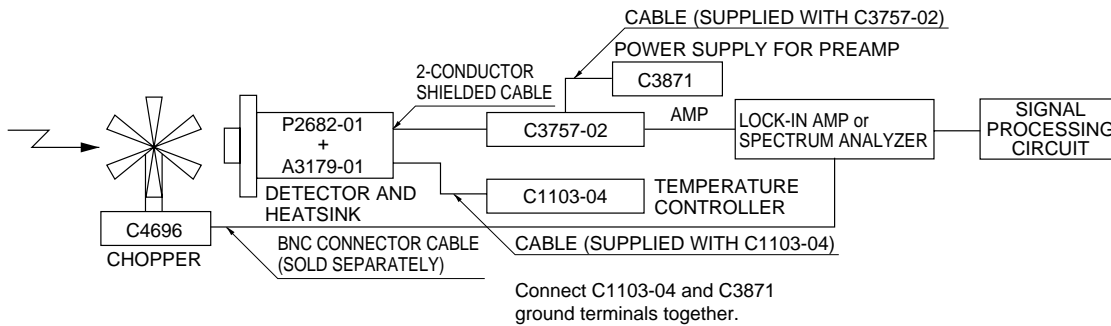 CABLE (SUPPLIED WITH C3757-02)
POWER SUPPLY FOR PREAMP
C3871
2-CONDUCTOR
SHIELDED CABLE
P2682-01
+
A3179-01
C3757-02
AMP
LOCK-IN AMP or
SPECTRUM ANALYZER
SIGNAL
PROCESSING
CIRCUIT
DETECTOR AND
HEATSINK
C1103-04
TEMPERATURE
CONTROLLER
C4696
CHOPPER
BNC CONNECTOR CABLE
(SOLD SEPARATELY)
CABLE (SUPPLIED WITH C1103-04)
Connect C1103-04 and C3871
ground terminals together.